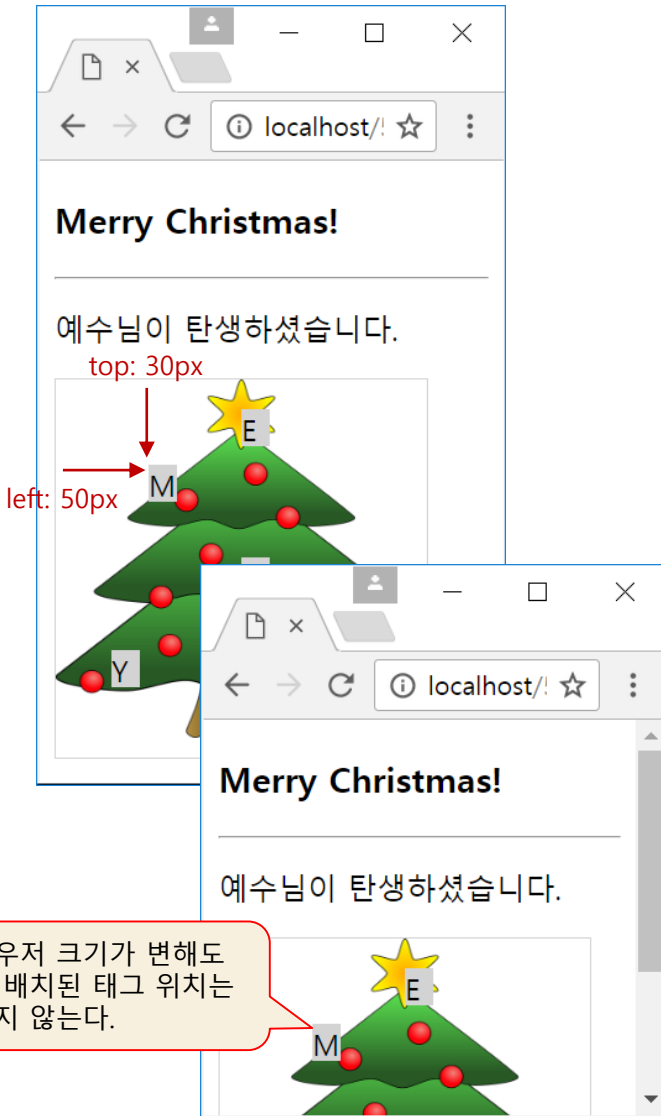 localhost/
Merry Christmas!
예수님이 탄생하셨습니다.
top: 30px
E
M
left: 50px
Y
localhost/
Merry Christmas!
예수님이 탄생하셨습니다.
우저 크기가 변해도
배치된 태그 위치는
지 않는다.
E
M